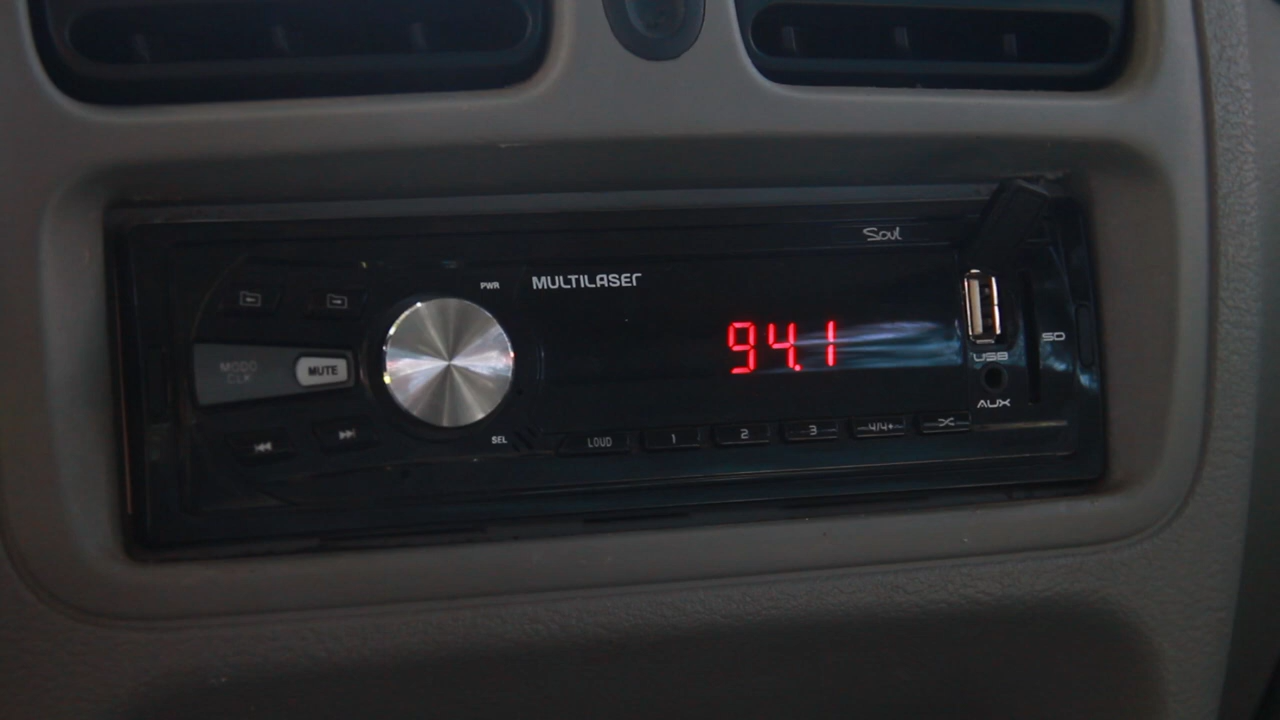 Soul
PWR
MULTILASER
94.1
MODO
CLK
MUTE
SD
USB
AUX
SEL
LOUD
1
2
3
4/4+